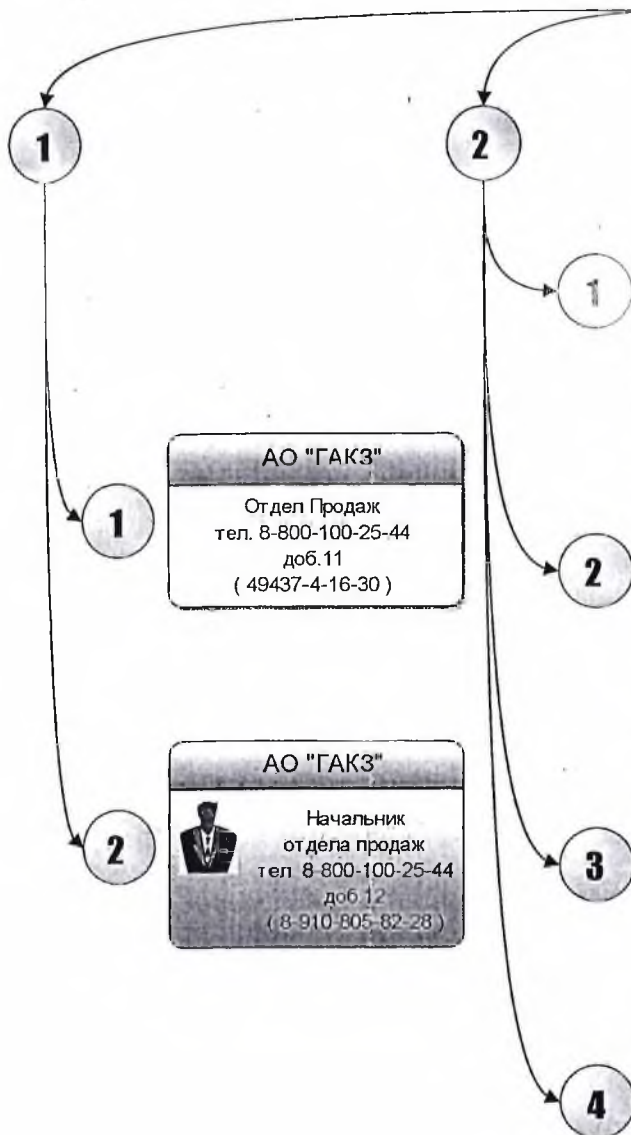 1
2
1
1
АО "ГАКЗ"
Отдел Продаж
тел. 8-800-100-25-44
доб.11
( 49437-4-16-30 )
2
2
АО "ГАКЗ"
Начальник
отдела продаж
тел 8-800-100-25-44
доб.12
( 8-910-805-82-28 )
3
4